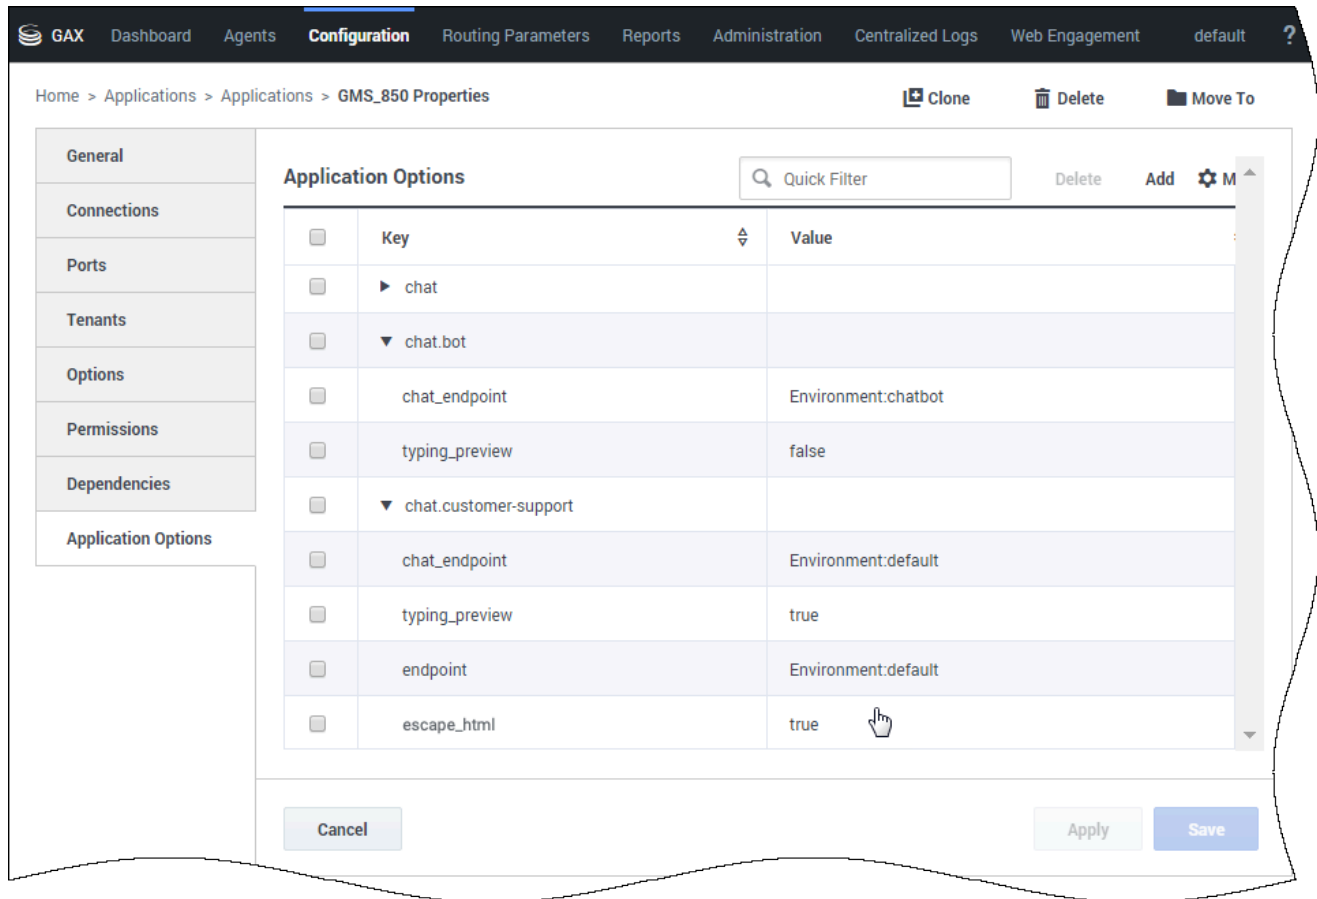 GAX Dashboard Agents Configuration Routing Parameters Reports Administration Centralized Logs Web Engagement default ?
Home > Applications > Applications > GMS_850 Properties Clone Delete Move To
General
Connections
Ports
Tenants
Options
Permissions
Dependencies
Application Options
Application Options Quick Filter Delete Add M
Key Value
chat
chat.bot
chat_endpoint Environment:chatbot
typing_preview false
chat.customer-support
chat_endpoint Environment:default
typing_preview true
endpoint Environment:default
escape_html true
Cancel Apply Save